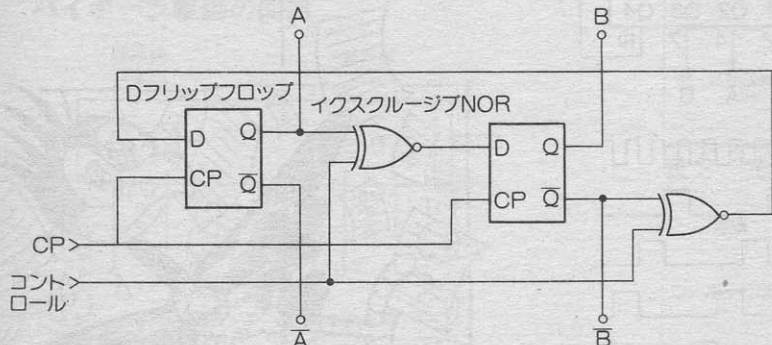 A
B
Dフリップフロップ
イクスクルージブNOR
D Q
CP Q̅
D Q
CP Q̅
CP
コント
ロール
A̅
B̅